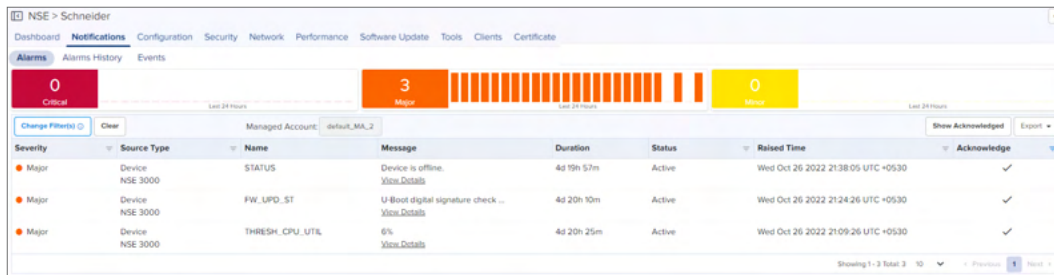 NSE > Schneider
Dashboard Notifications Configuration Security Network Performance Software Update Tools Clients Certificate
Alarms Alarms History Events
0 3 0
Critical Major Minor
Last 24 Hours Last 24 Hours Last 24 Hours
Change Filter(s) Clear Managed Account: default_MA_2 Show Acknowledged Export
Severity Source Type Name Message Duration Status Raised Time Acknowledge
Major Device STATUS Device is offline. 4d 19h 57m Active Wed Oct 26 2022 21:38:05 UTC +0530
NSE 3000 View Details
Major Device FW_UPD_ST U-Boot digital signature check ... 4d 20h 10m Active Wed Oct 26 2022 21:24:26 UTC +0530
NSE 3000 View Details
Major Device THRESH_CPU_UTIL 6% 4d 20h 25m Active Wed Oct 26 2022 21:09:26 UTC +0530
NSE 3000 View Details
Showing 1 - 3 Total: 3 10 < Previous 1 Next